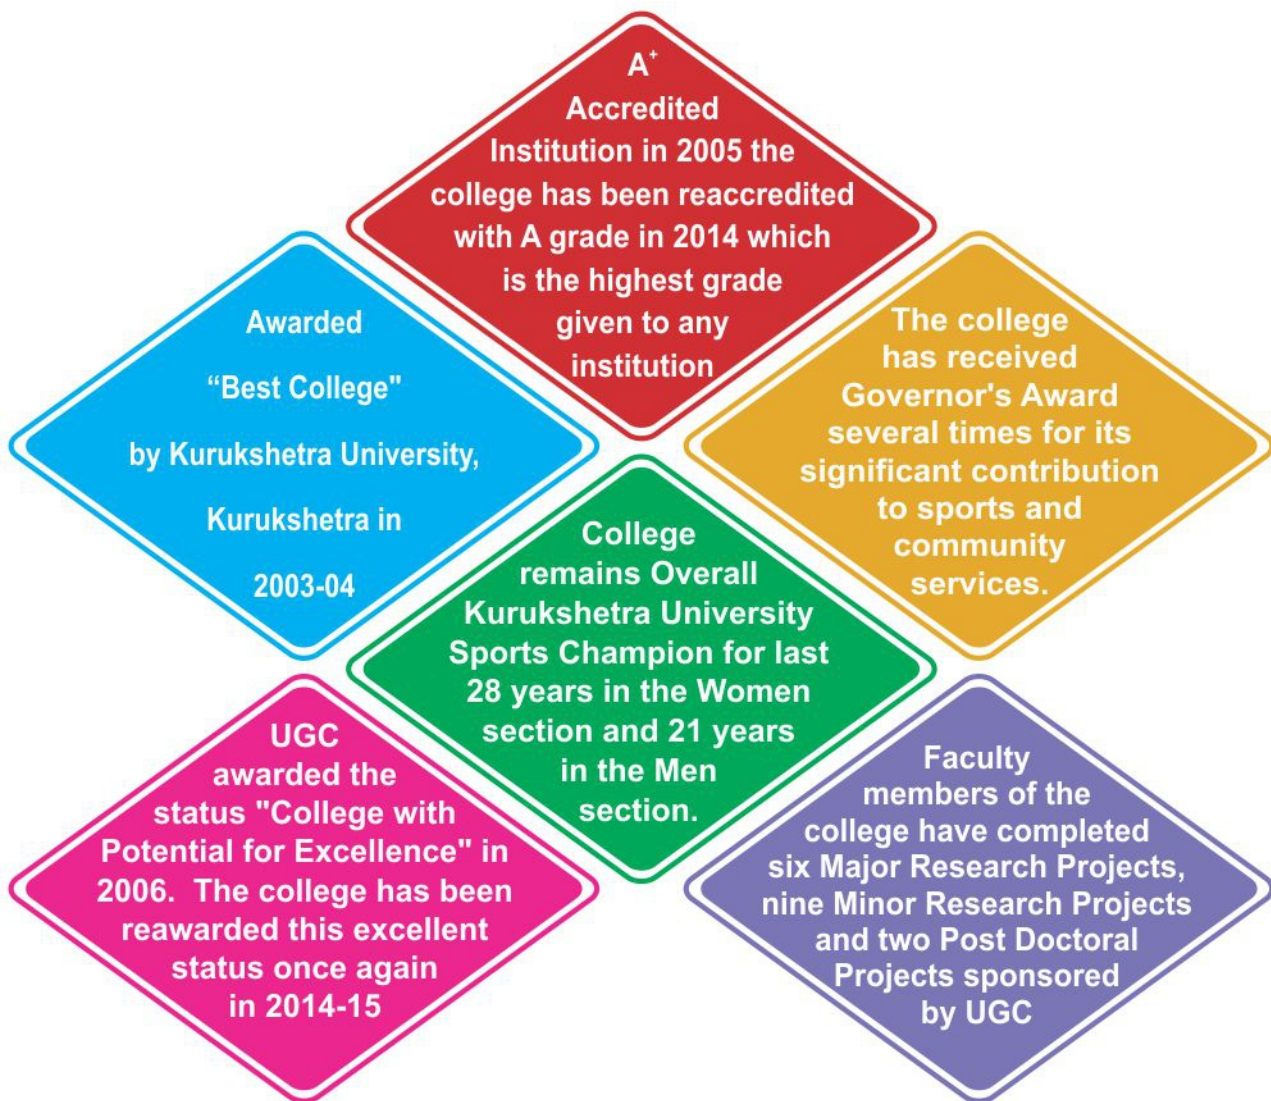 A+
Accredited
Institution in 2005 the
college has been reaccredited
with A grade in 2014 which
is the highest grade
given to any
institution
Awarded
“Best College"
by Kurukshetra University,
Kurukshetra in
2003-04
The college
has received
Governor's Award
several times for its
significant contribution
to sports and
community
services.
College
remains Overall
Kurukshetra University
Sports Champion for last
28 years in the Women
section and 21 years
in the Men
section.
UGC
awarded the
status "College with
Potential for Excellence" in
2006.  The college has been
reawarded this excellent
status once again
in 2014-15
Faculty
members of the
college have completed
six Major Research Projects,
nine Minor Research Projects
and two Post Doctoral
Projects sponsored
by UGC